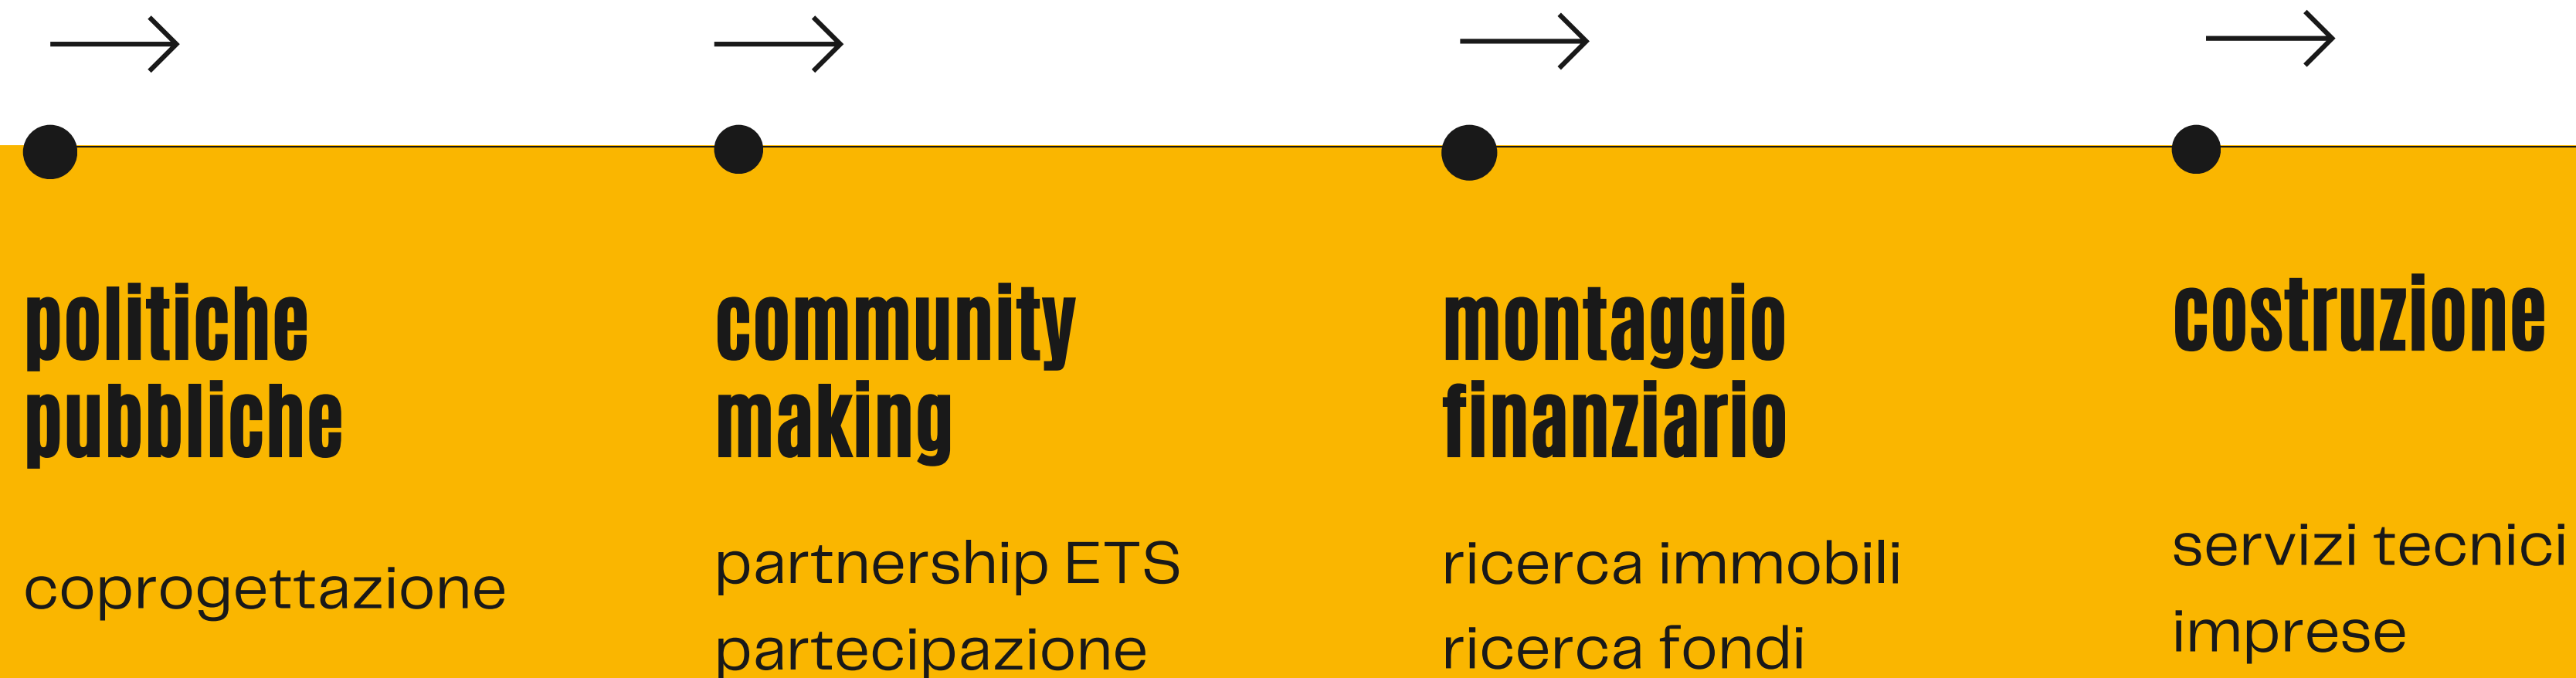 politiche
pubbliche
coprogettazione
community
making
partnership ETS
partecipazione
montaggio
finanziario
ricerca immobili
ricerca fondi
costruzione
servizi tecnici
imprese